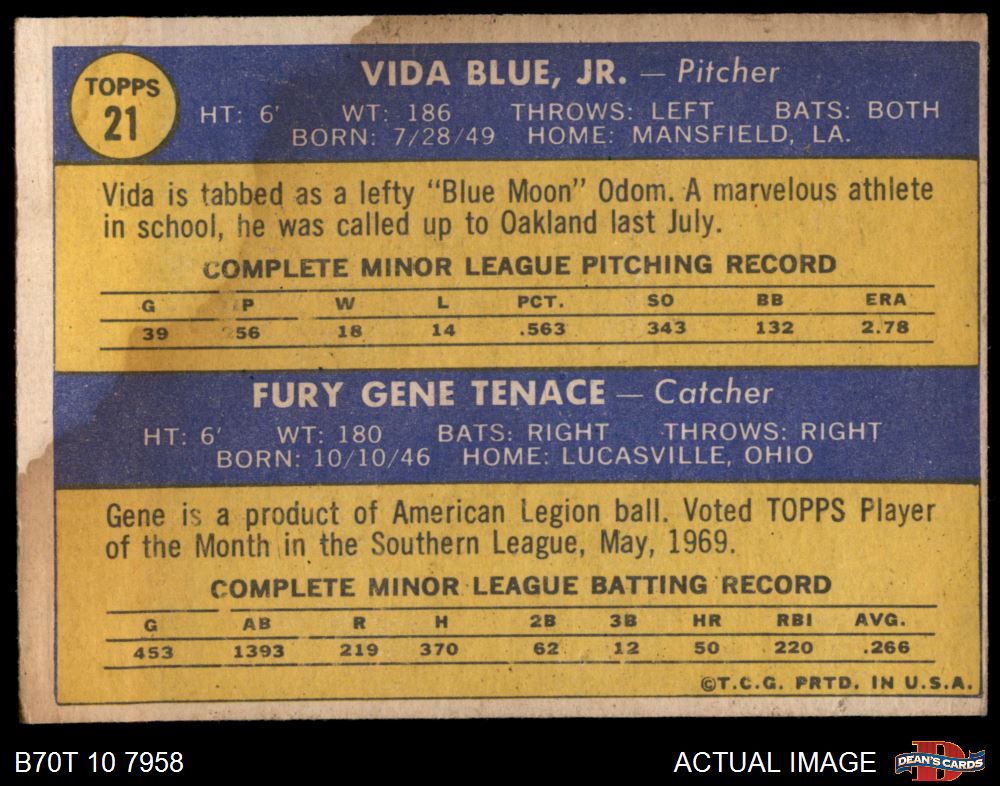 TOPPS
21
VIDA BLUE, JR. — Pitcher
HT: 6' WT: 186 THROWS: LEFT BATS: BOTH
BORN: 7/28/49 HOME: MANSFIELD, LA.
Vida is tabbed as a lefty "Blue Moon" Odom. A marvelous athlete
in school, he was called up to Oakland last July.
COMPLETE MINOR LEAGUE PITCHING RECORD
G P W L PCT. SO BB ERA
39 56 18 14 .563 343 132 2.78
FURY GENE TENACE — Catcher
HT: 6' WT: 180 BATS: RIGHT THROWS: RIGHT
BORN: 10/10/46 HOME: LUCASVILLE, OHIO
Gene is a product of American Legion ball. Voted TOPPS Player
of the Month in the Southern League, May, 1969.
COMPLETE MINOR LEAGUE BATTING RECORD
G AB R H 2B 3B HR RBI AVG.
453 1393 219 370 62 12 50 220 .266
©T.C.G. PRTD. IN U.S.A.
B70T 10 7958 ACTUAL IMAGE
D
DEAN'S CARDS